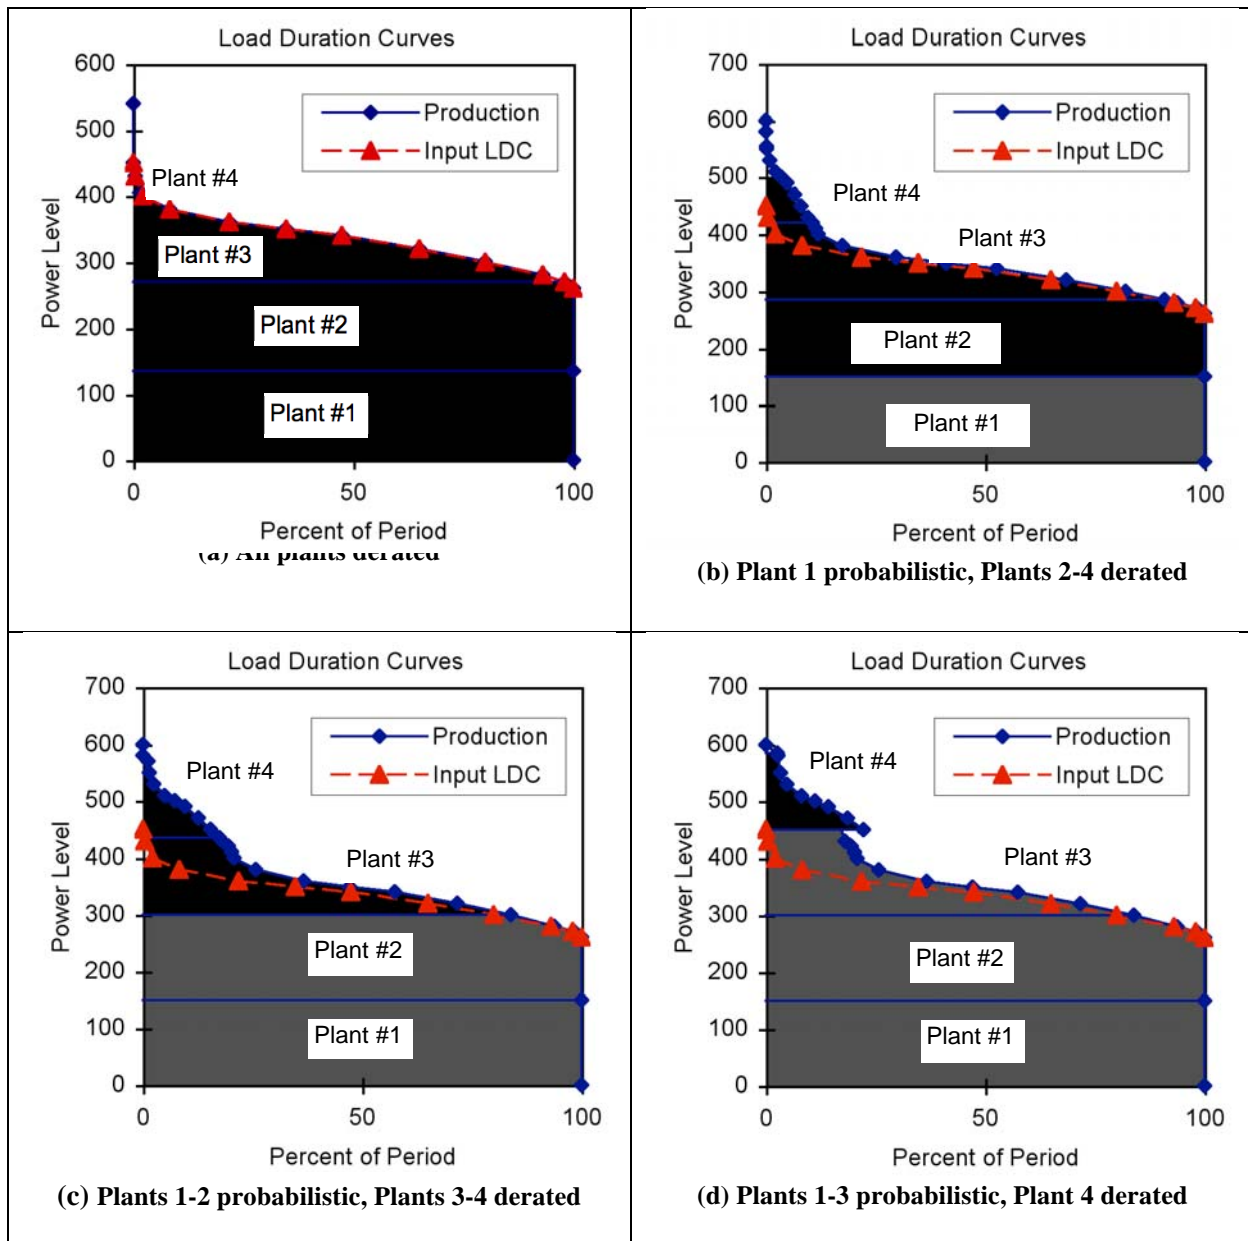 Load Duration Curves
600
500
400
300
200
100
0
Power Level
Production
Input LDC
Plant #4
Plant #3
Plant #2
Plant #1
0 50 100
Percent of Period
(a) All plants derated
Load Duration Curves
700
600
500
400
300
200
100
0
Power Level
Production
Input LDC
Plant #4
Plant #3
Plant #2
Plant #1
0 50 100
Percent of Period
(b) Plant 1 probabilistic, Plants 2-4 derated
Load Duration Curves
700
600
500
400
300
200
100
0
Power Level
Production
Input LDC
Plant #4
Plant #3
Plant #2
Plant #1
0 50 100
Percent of Period
(c) Plants 1-2 probabilistic, Plants 3-4 derated
Load Duration Curves
700
600
500
400
300
200
100
0
Power Level
Production
Input LDC
Plant #4
Plant #3
Plant #2
Plant #1
0 50 100
Percent of Period
(d) Plants 1-3 probabilistic, Plant 4 derated